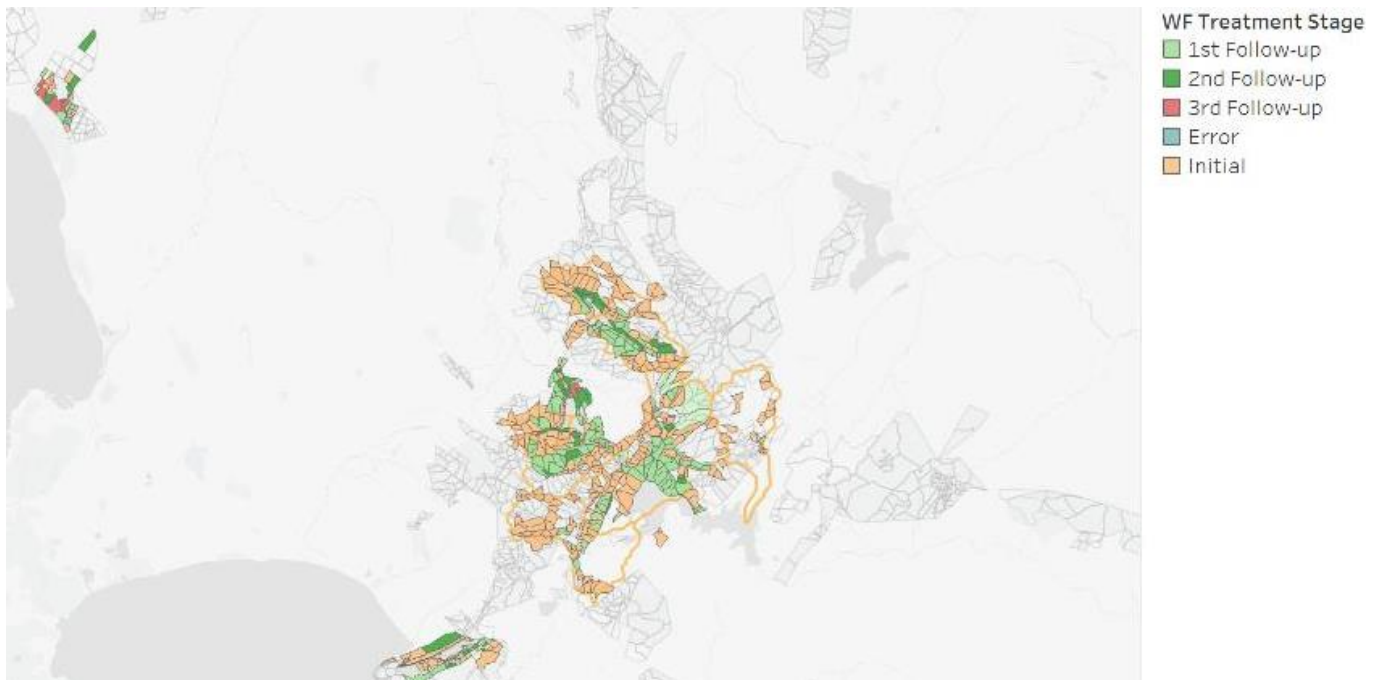 WF Treatment Stage
1st Follow-up
2nd Follow-up
3rd Follow-up
Error
Initial